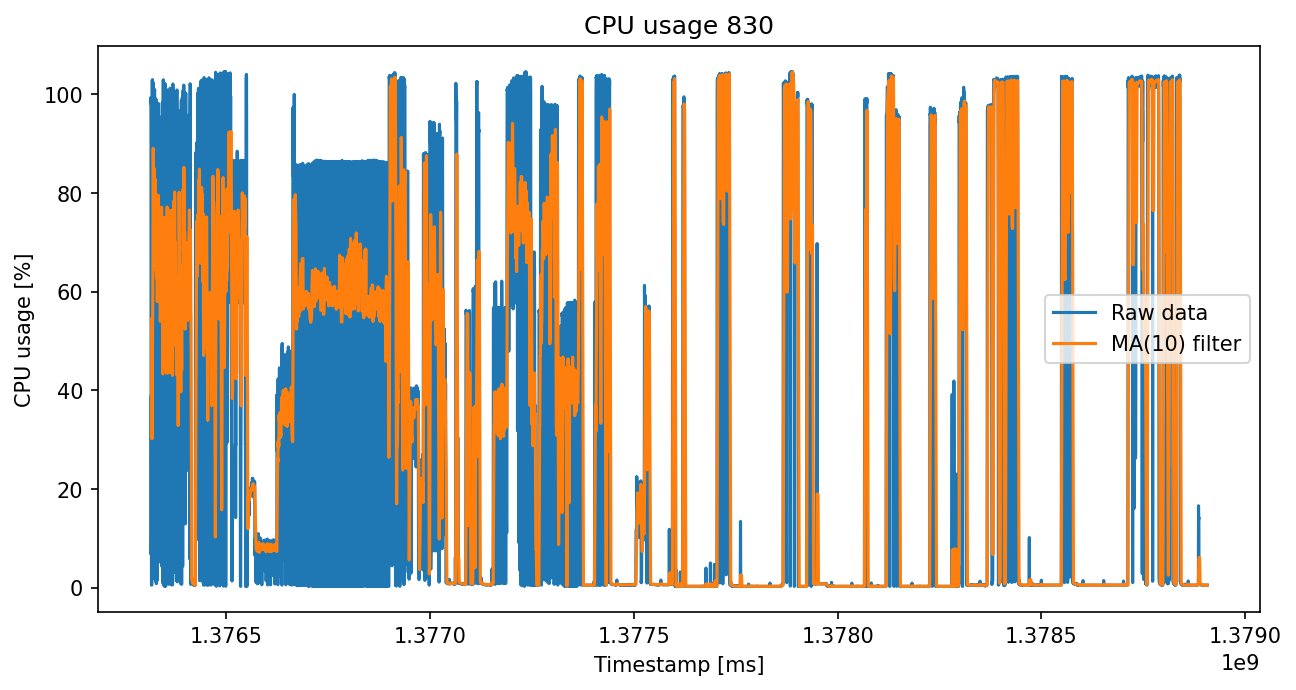 CPU usage 830
CPU usage [%]
100
80
60
40
20
0
Raw data
MA(10) filter
1.3765 1.3770 1.3775 1.3780 1.3785 1.3790
1e9
Timestamp [ms]